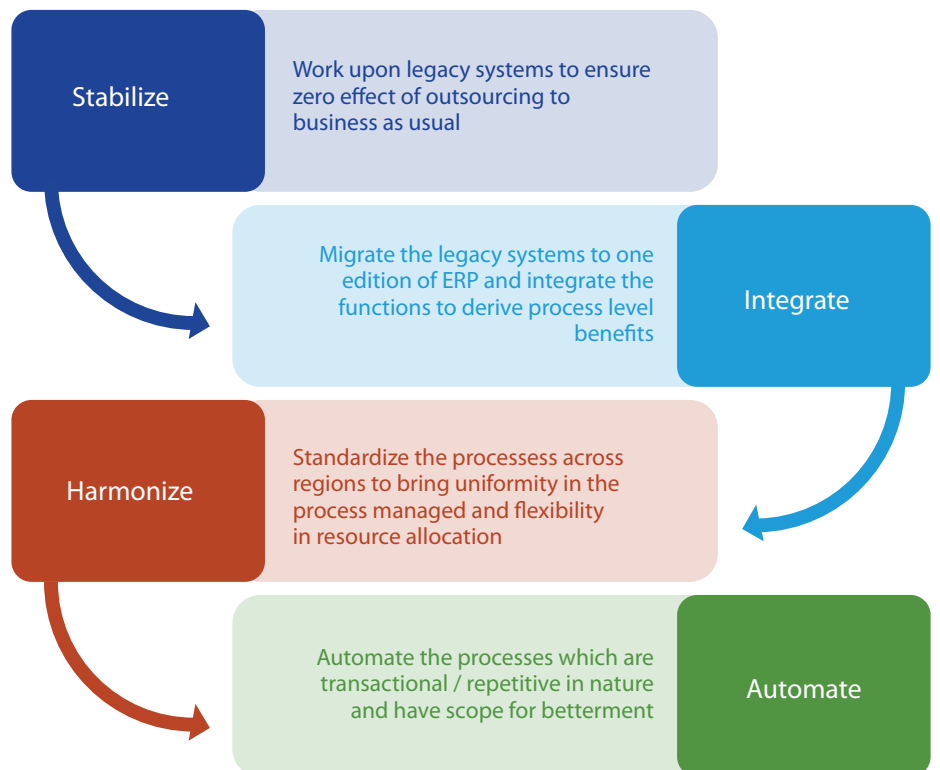 Stabilize
Work upon legacy systems to ensure
zero effect of outsourcing to
business as usual
Migrate the legacy systems to one
edition of ERP and integrate the
functions to derive process level
benefits
Integrate
Harmonize
Standardize the processess across
regions to bring uniformity in the
process managed and flexibility
in resource allocation
Automate the processes which are
transactional / repetitive in nature
and have scope for betterment
Automate